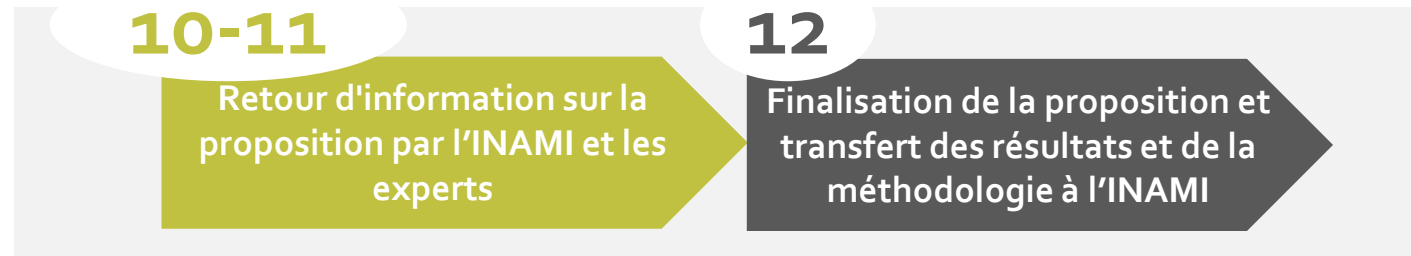 10-11
Retour d'information sur la
proposition par l’INAMI et les
experts
12
Finalisation de la proposition et
transfert des résultats et de la
méthodologie à l’INAMI